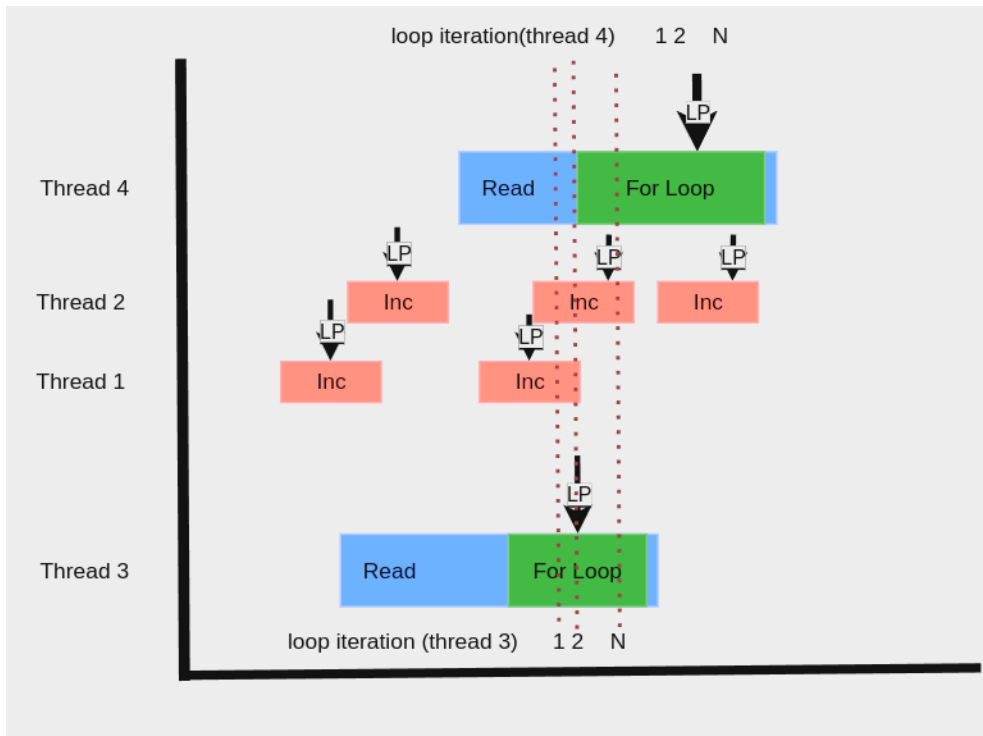 loop iteration(thread 4) 1 2 N
LP
Thread 4 Read For Loop
LP LP LP
Thread 2 Inc Inc Inc
LP LP
Thread 1 Inc Inc
LP
Thread 3 Read For Loop
loop iteration (thread 3) 1 2 N